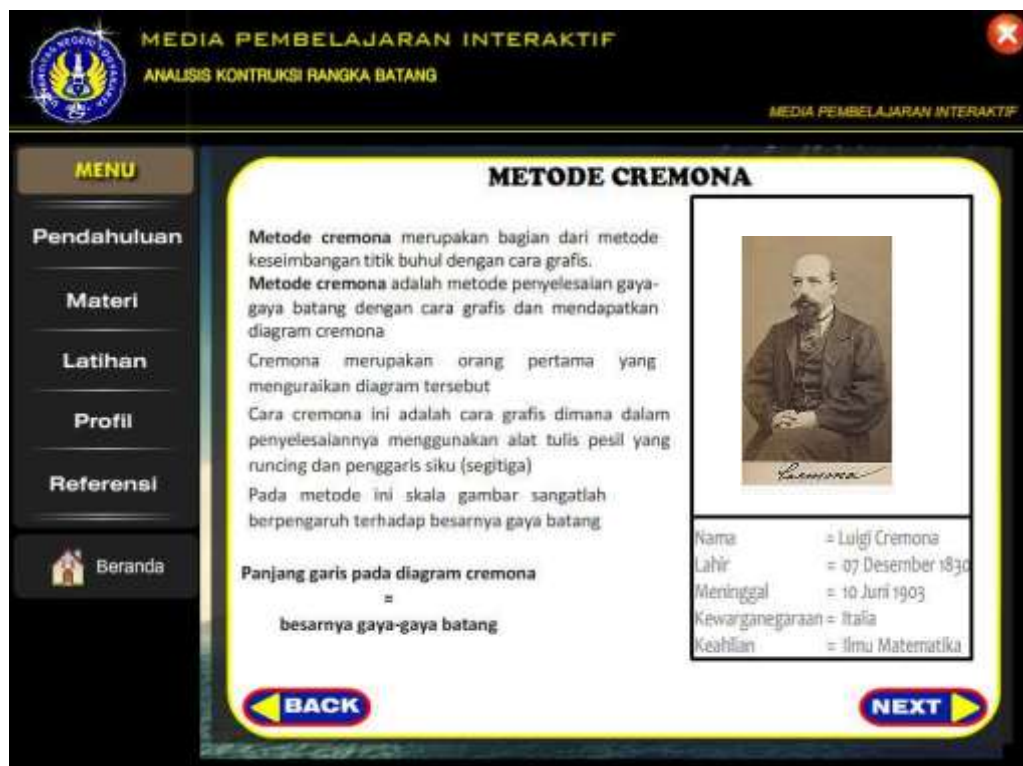 MEDIA PEMBELAJARAN INTERAKTIF
ANALISIS KONTRUKSI RANGKA BATANG
MEDIA PEMBELAJARAN INTERAKTIF
MENU
Pendahuluan
Materi
Latihan
Profil
Referensi
Beranda
METODE CREMONA
Metode cremona merupakan bagian dari metode
keseimbangan titik buhul dengan cara grafis.
Metode cremona adalah metode penyelesaian gaya-
gaya batang dengan cara grafis dan mendapatkan
diagram cremona
Cremona merupakan orang pertama yang
menguraikan diagram tersebut
Cara cremona ini adalah cara grafis dimana dalam
penyelesaiannya menggunakan alat tulis pesil yang
runcing dan penggaris siku (segitiga)
Pada metode ini skala gambar sangatlah
berpengaruh terhadap besarnya gaya batang
Panjang garis pada diagram cremona
=
besarnya gaya-gaya batang
Cremona
Nama = Luigi Cremona
Lahir = 07 Desember 1830
Meninggal = 10 Juni 1903
Kewarganegaraan = Italia
Keahlian = Ilmu Matematika
BACK
NEXT